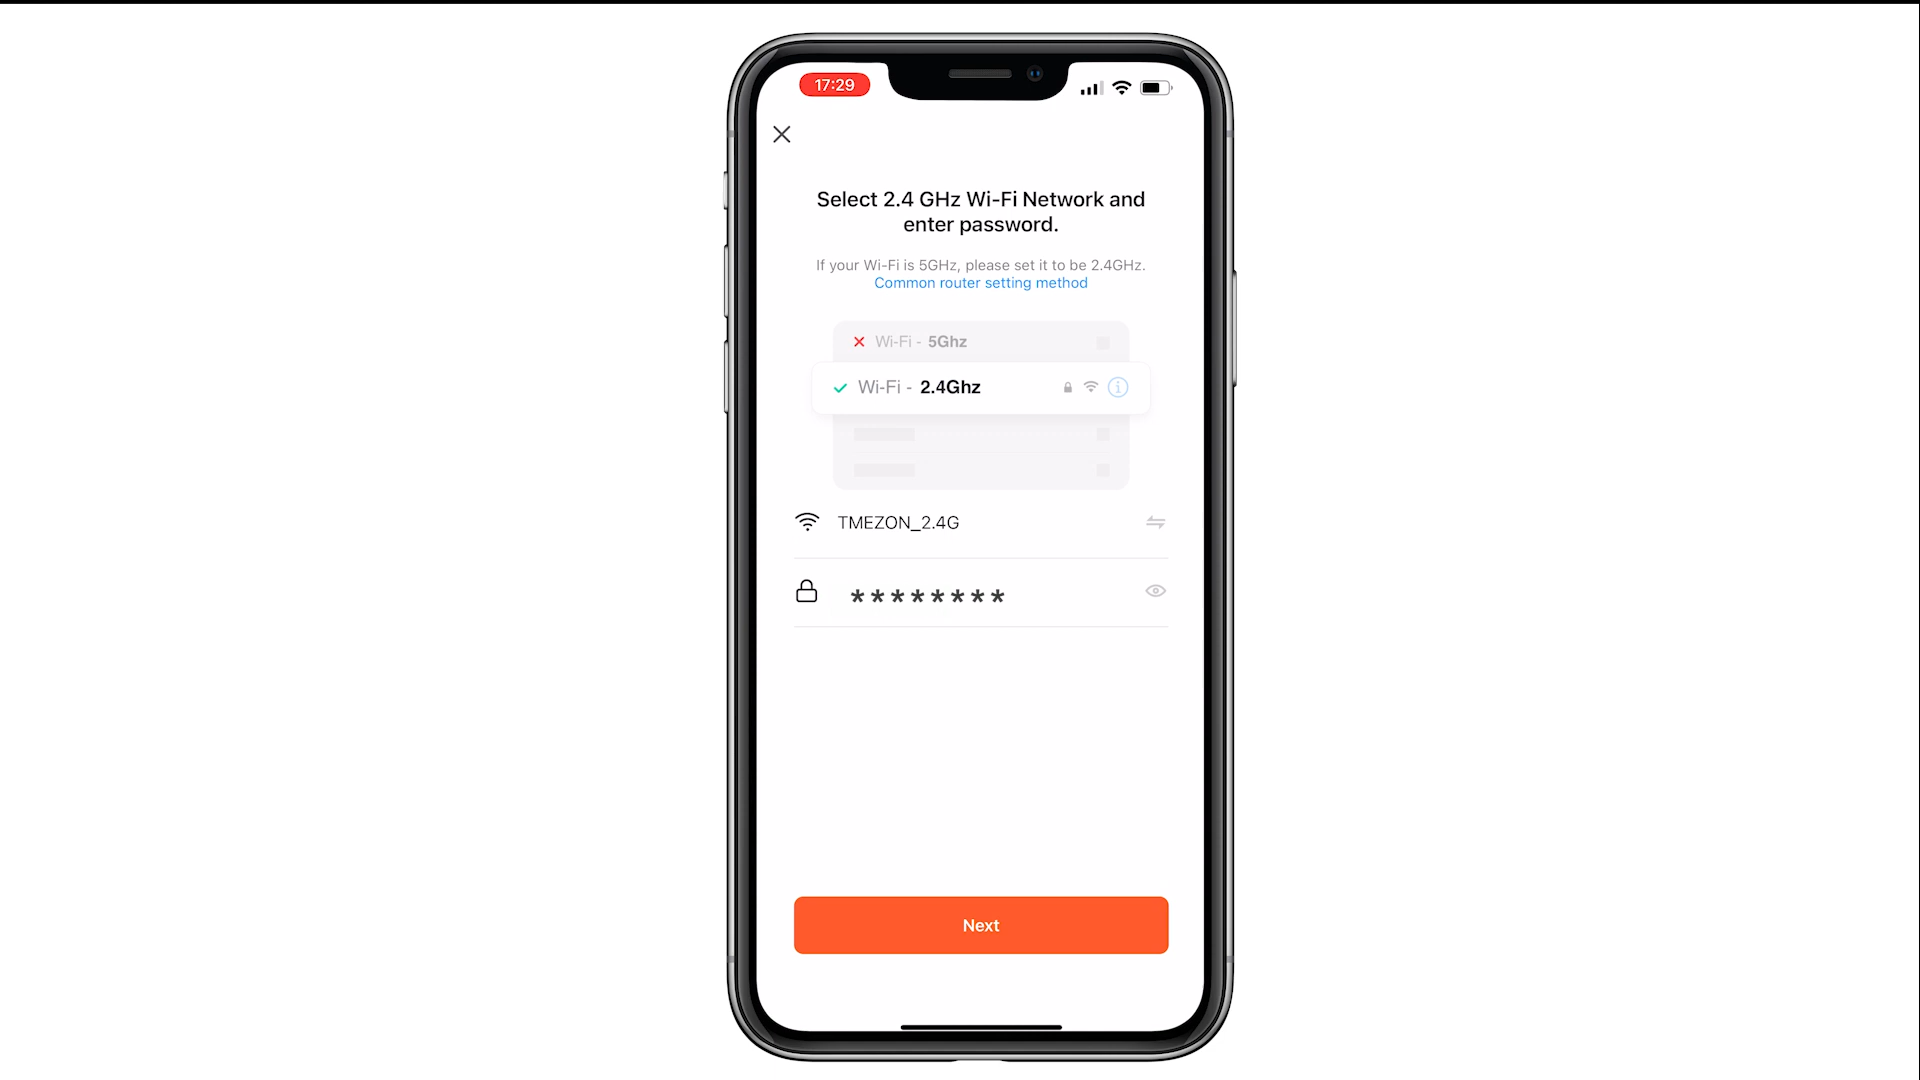 17:29
Select 2.4 GHz Wi-Fi Network and
enter password.
If your Wi-Fi is 5GHz, please set it to be 2.4GHz.
Common router setting method
Wi-Fi - 5Ghz
Wi-Fi - 2.4Ghz
TMEZON_2.4G
********
Next